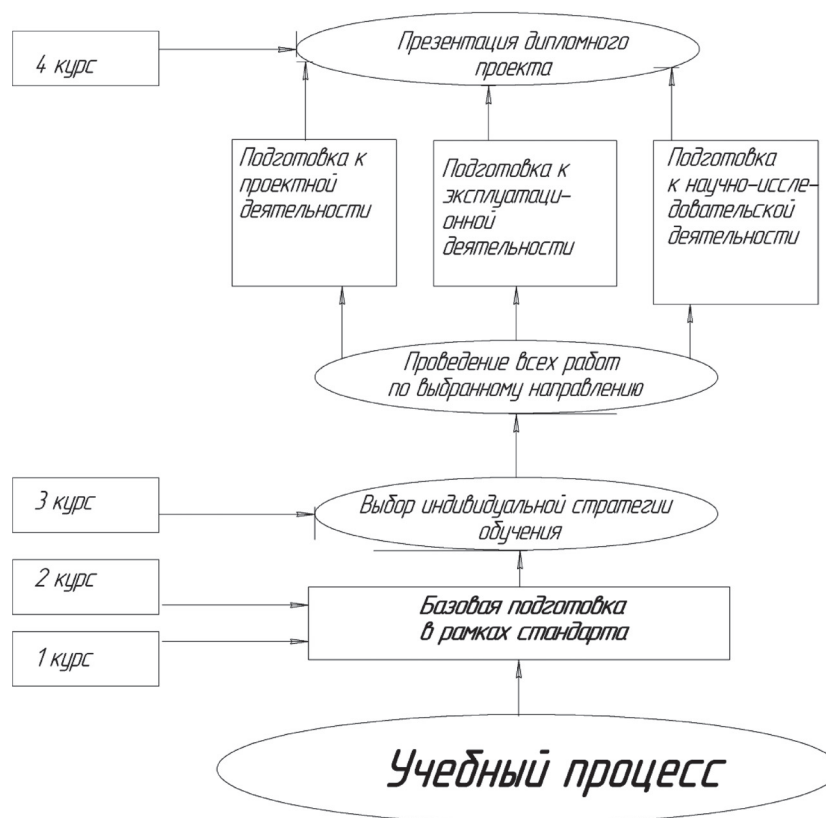 4 курс
Презентация дипломного
проекта
Подготовка к
проектной
деятельности
Подготовка к
эксплуатаци-
онной
деятельности
Подготовка
к научно-иссле-
довательской
деятельности
Проведение всех работ
по выбранному направлению
3 курс
Выбор индивидуальной стратегии
обучения
2 курс
Базовая подготовка
в рамках стандарта
1 курс
Учебный процесс